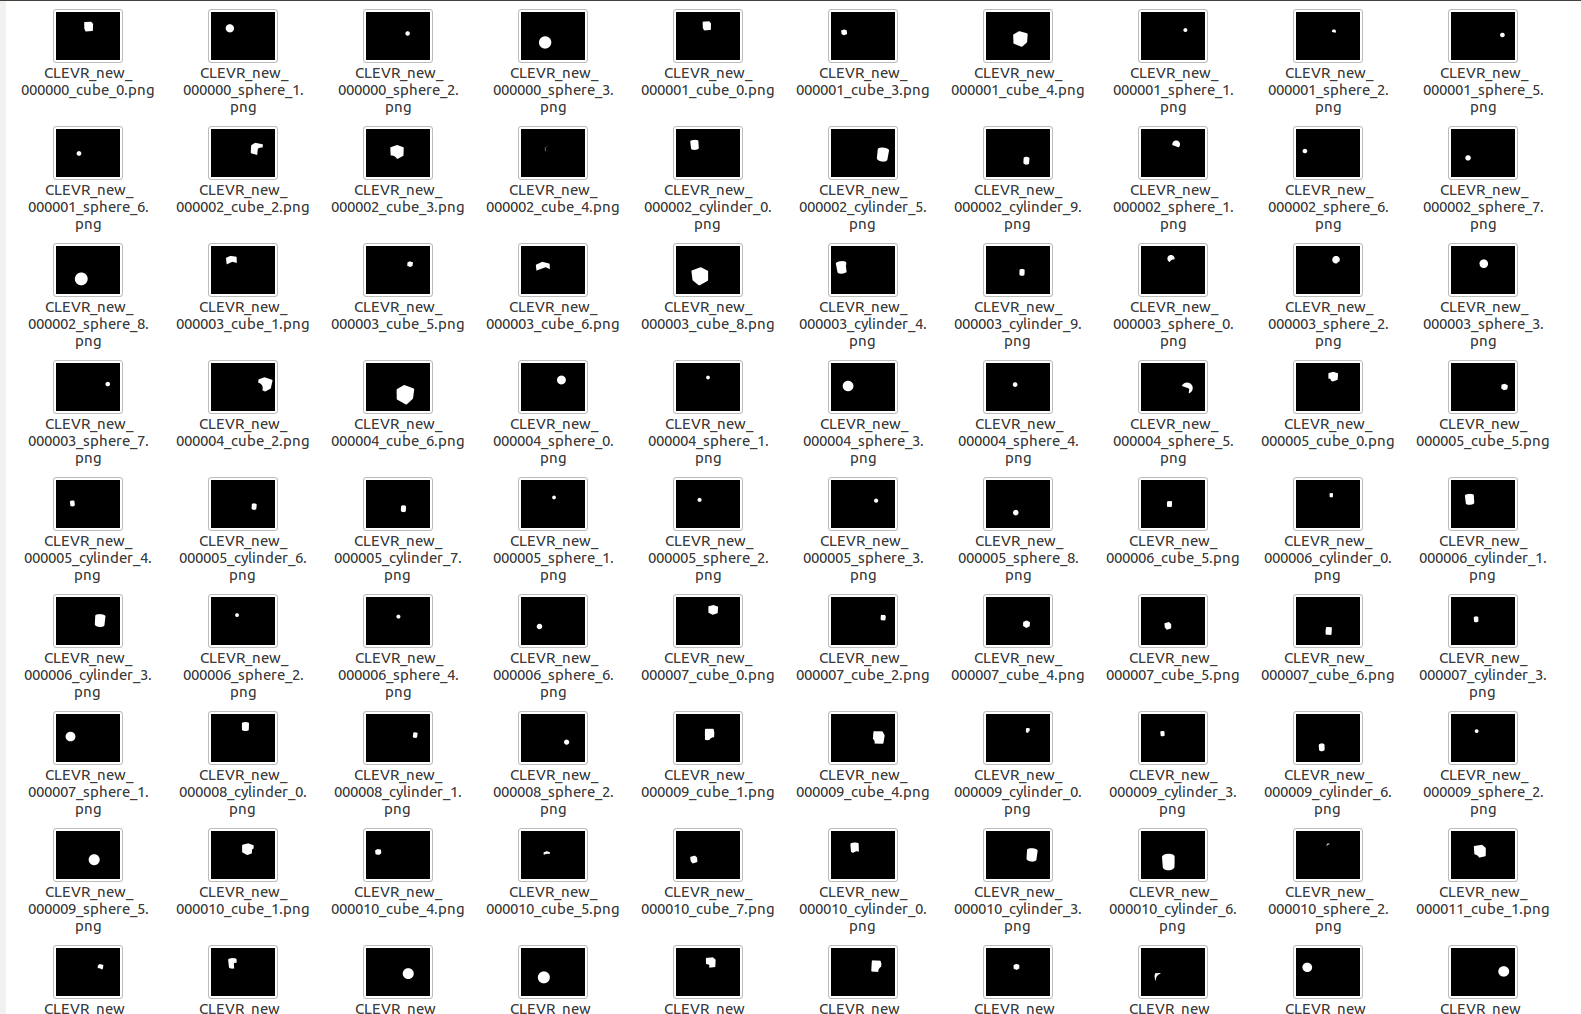 CLEVR_new_
000000_cube_0.png
CLEVR_new_
000000_sphere_1.
png
CLEVR_new_
000000_sphere_2.
png
CLEVR_new_
000000_sphere_3.
png
CLEVR_new_
000001_cube_0.png
CLEVR_new_
000001_cube_3.png
CLEVR_new_
000001_cube_4.png
CLEVR_new_
000001_sphere_1.
png
CLEVR_new_
000001_sphere_2.
png
CLEVR_new_
000001_sphere_5.
png
CLEVR_new_
000001_sphere_6.
png
CLEVR_new_
000002_cube_2.png
CLEVR_new_
000002_cube_3.png
CLEVR_new_
000002_cube_4.png
CLEVR_new_
000002_cylinder_0.
png
CLEVR_new_
000002_cylinder_5.
png
CLEVR_new_
000002_cylinder_9.
png
CLEVR_new_
000002_sphere_1.
png
CLEVR_new_
000002_sphere_6.
png
CLEVR_new_
000002_sphere_7.
png
CLEVR_new_
000002_sphere_8.
png
CLEVR_new_
000003_cube_1.png
CLEVR_new_
000003_cube_5.png
CLEVR_new_
000003_cube_6.png
CLEVR_new_
000003_cube_8.png
CLEVR_new_
000003_cylinder_4.
png
CLEVR_new_
000003_cylinder_9.
png
CLEVR_new_
000003_sphere_0.
png
CLEVR_new_
000003_sphere_2.
png
CLEVR_new_
000003_sphere_3.
png
CLEVR_new_
000003_sphere_7.
png
CLEVR_new_
000004_cube_2.png
CLEVR_new_
000004_cube_6.png
CLEVR_new_
000004_sphere_0.
png
CLEVR_new_
000004_sphere_1.
png
CLEVR_new_
000004_sphere_3.
png
CLEVR_new_
000004_sphere_4.
png
CLEVR_new_
000004_sphere_5.
png
CLEVR_new_
000005_cube_0.png
CLEVR_new_
000005_cube_5.png
CLEVR_new_
000005_cylinder_4.
png
CLEVR_new_
000005_cylinder_6.
png
CLEVR_new_
000005_cylinder_7.
png
CLEVR_new_
000005_sphere_1.
png
CLEVR_new_
000005_sphere_2.
png
CLEVR_new_
000005_sphere_3.
png
CLEVR_new_
000005_sphere_8.
png
CLEVR_new_
000006_cube_5.png
CLEVR_new_
000006_cylinder_0.
png
CLEVR_new_
000006_cylinder_1.
png
CLEVR_new_
000006_cylinder_3.
png
CLEVR_new_
000006_sphere_2.
png
CLEVR_new_
000006_sphere_4.
png
CLEVR_new_
000006_sphere_6.
png
CLEVR_new_
000007_cube_0.png
CLEVR_new_
000007_cube_2.png
CLEVR_new_
000007_cube_4.png
CLEVR_new_
000007_cube_5.png
CLEVR_new_
000007_cube_6.png
CLEVR_new_
000007_cylinder_3.
png
CLEVR_new_
000007_sphere_1.
png
CLEVR_new_
000008_cylinder_0.
png
CLEVR_new_
000008_cylinder_1.
png
CLEVR_new_
000008_sphere_2.
png
CLEVR_new_
000009_cube_1.png
CLEVR_new_
000009_cube_4.png
CLEVR_new_
000009_cylinder_0.
png
CLEVR_new_
000009_cylinder_3.
png
CLEVR_new_
000009_cylinder_6.
png
CLEVR_new_
000009_sphere_2.
png
CLEVR_new_
000009_sphere_5.
png
CLEVR_new_
000010_cube_1.png
CLEVR_new_
000010_cube_4.png
CLEVR_new_
000010_cube_5.png
CLEVR_new_
000010_cube_7.png
CLEVR_new_
000010_cylinder_0.
png
CLEVR_new_
000010_cylinder_3.
png
CLEVR_new_
000010_cylinder_6.
png
CLEVR_new_
000010_sphere_2.
png
CLEVR_new_
000011_cube_1.png
CLEVR_new
CLEVR_new
CLEVR_new
CLEVR_new
CLEVR_new
CLEVR_new
CLEVR_new
CLEVR_new
CLEVR_new
CLEVR_new